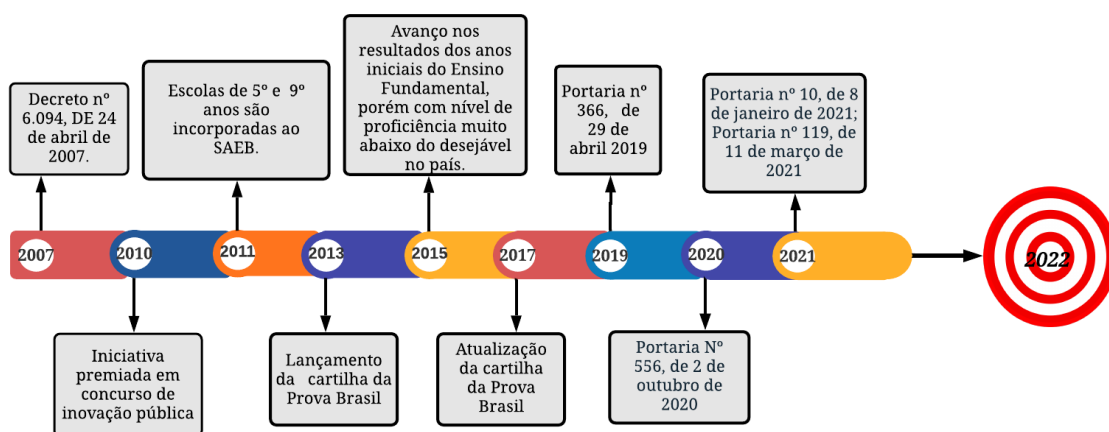 Decreto nº
6.094, DE 24
de abril de
2007.
Escolas de 5º e 9º
anos são
incorporadas ao
SAEB.
Avanço nos
resultados dos anos
iniciais do Ensino
Fundamental,
porém com nível de
proficiência muito
abaixo do desejável
no país.
Portaria nº
366, de
29 de
abril 2019
Portaria nº 10, de 8
de janeiro de 2021;
Portaria nº 119, de
11 de março de
2021
2007
2010
2011
2013
2015
2017
2019
2020
2021
2022
Iniciativa
premiada em
concurso de
inovação pública
Lançamento
da cartilha da
Prova Brasil
Atualização
da cartilha
da Prova
Brasil
Portaria Nº
556, de 2 de
outubro de
2020